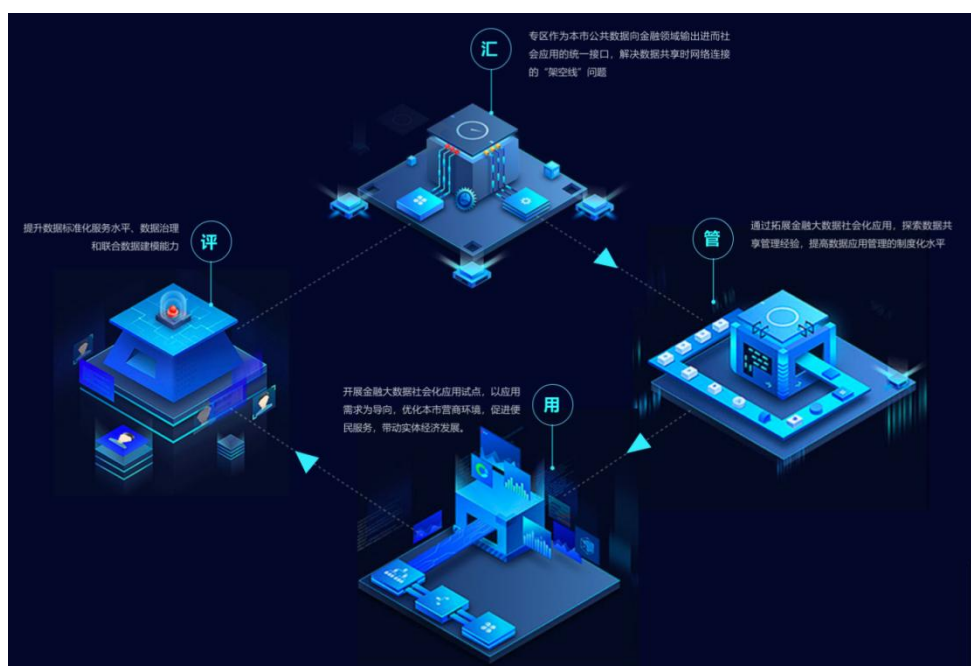 汇
专区作为本市公共数据向金融领域输出进而社
会应用的统一接口，解决数据共享时网络连接
的“架空线”问题
评
提升数据标准化服务水平、数据治理
和联合数据建模能力
管
通过拓展金融大数据社会化应用，探索数据共
享管理经验，提高数据应用管理的制度化水平
用
开展金融大数据社会化应用试点，以应用
需求为导向，优化本市营商环境，促进便
民服务，带动实体经济发展。